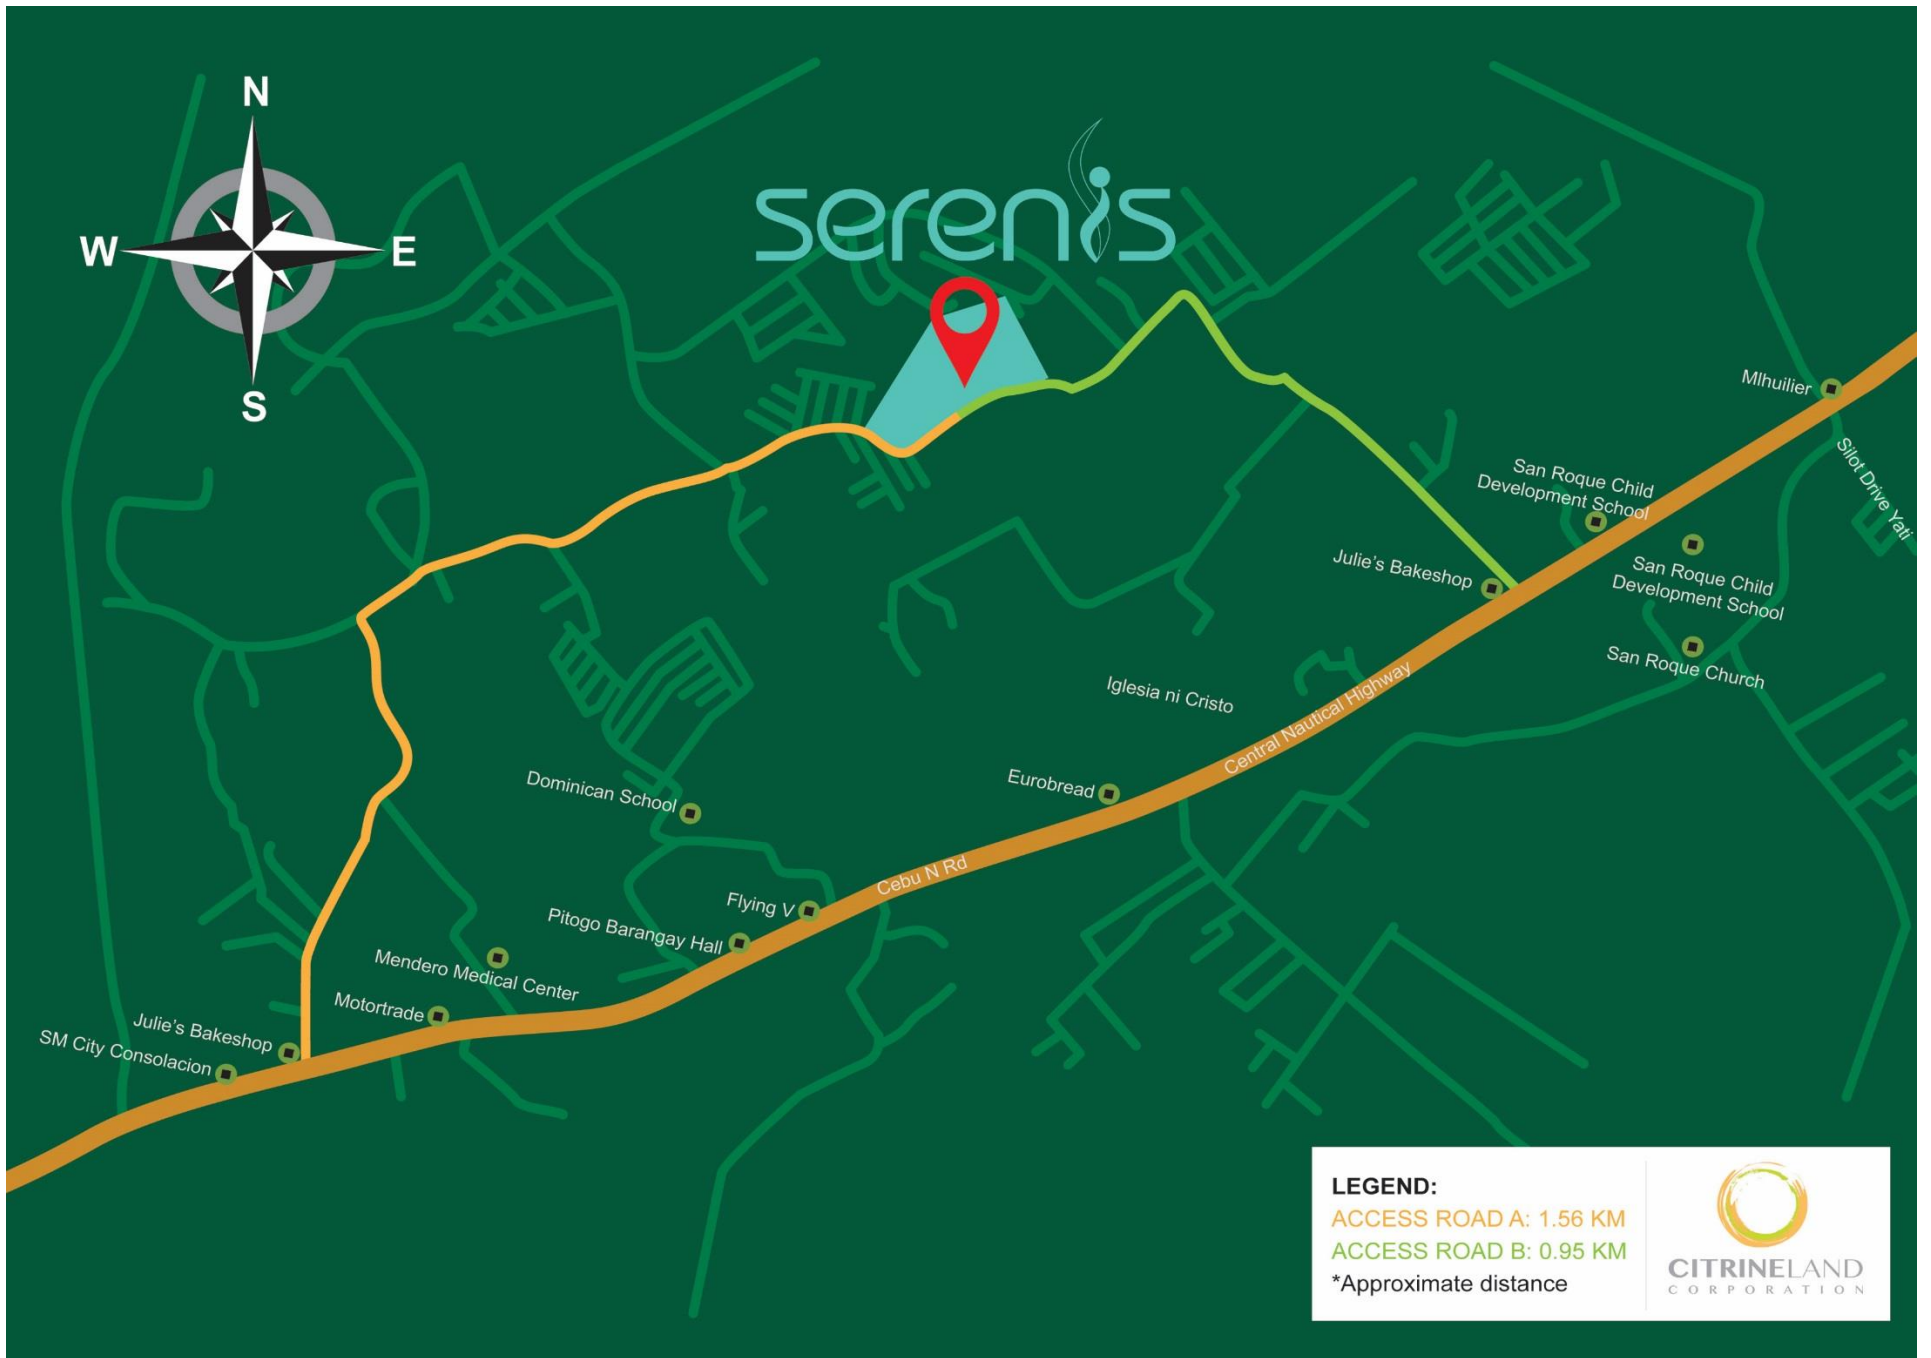 N
W
E
S
serenis
Mlhuilier
Silot Drive Yati
San Roque Child
Development School
San Roque Child
Development School
Julie's Bakeshop
San Roque Church
Iglesia ni Cristo
Central Nautical Highway
Eurobread
Dominican School
Cebu N Rd
Flying V
Pitogo Barangay Hall
Mendero Medical Center
Motortrade
Julie's Bakeshop
SM City Consolacion
LEGEND:
ACCESS ROAD A: 1.56 KM
ACCESS ROAD B: 0.95 KM
*Approximate distance
CITRINELAND
CORPORATION